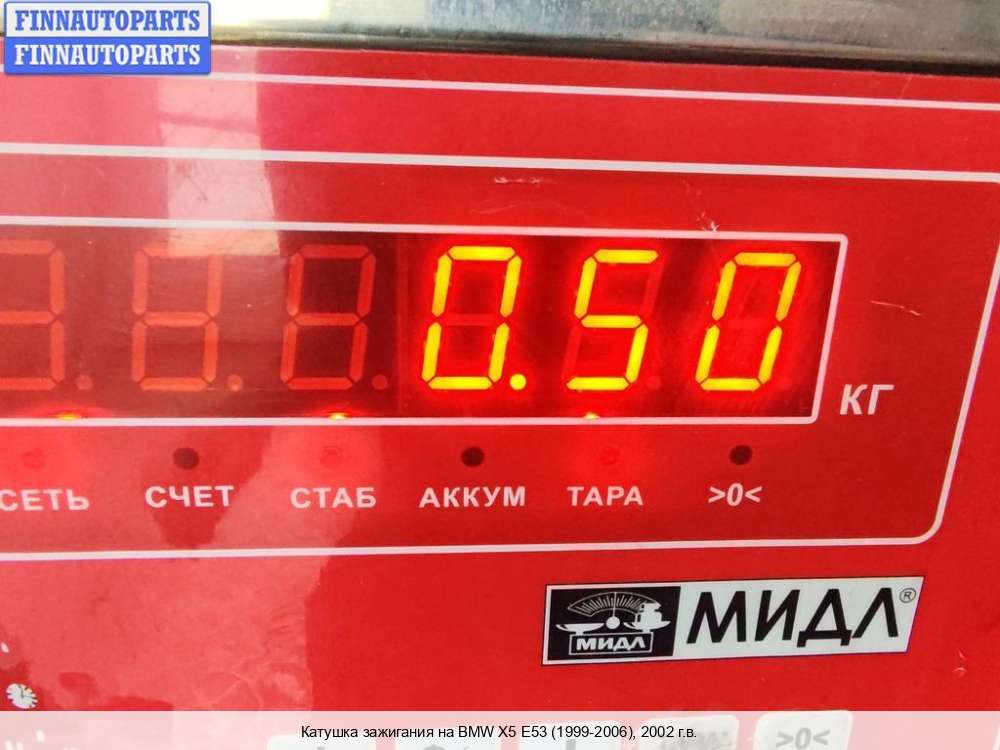 FINNAUTOPARTS
FINNAUTOPARTS
0.50
КГ
СЕТЬ СЧЕТ СТАБ АККУМ ТАРА >0<
МИДЛ МИДЛ®
>0<
Катушка зажигания на BMW X5 E53 (1999-2006), 2002 г.в.